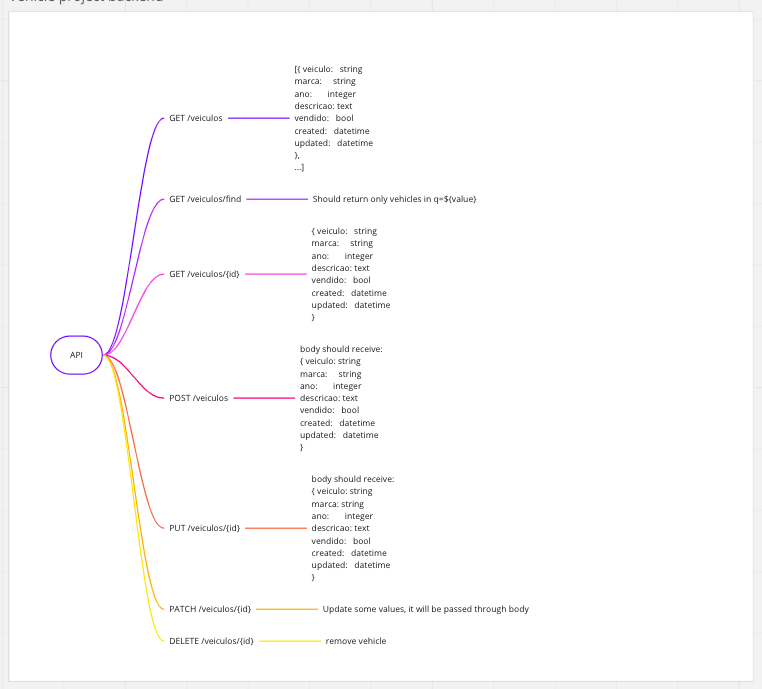 Vehicle project backend
API
GET /veiculos
[{ veiculo: string
marca: string
ano: integer
descricao: text
vendido: bool
created: datetime
updated: datetime
},
...]
GET /veiculos/find
Should return only vehicles in q=${value}
GET /veiculos/{id}
{ veiculo: string
marca: string
ano: integer
descricao: text
vendido: bool
created: datetime
updated: datetime
}
POST /veiculos
body should receive:
{ veiculo: string
marca: string
ano: integer
descricao: text
vendido: bool
created: datetime
updated: datetime
}
PUT /veiculos/{id}
body should receive:
{ veiculo: string
marca: string
ano: integer
descricao: text
vendido: bool
created: datetime
updated: datetime
}
PATCH /veiculos/{id}
Update some values, it will be passed through body
DELETE /veiculos/{id}
remove vehicle